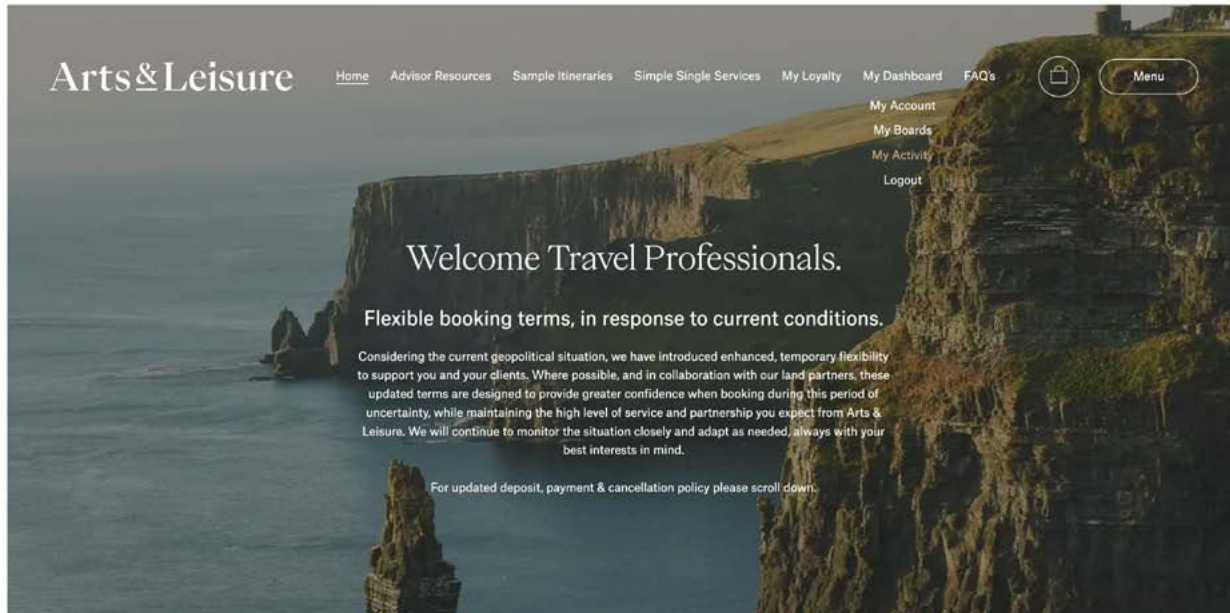 Arts & Leisure
Home Advisor Resources Sample Itineraries Simple Single Services My Loyalty My Dashboard FAQ's Menu
My Account
My Boards
My Activity
Logout
Welcome Travel Professionals.
Flexible booking terms, in response to current conditions.
Considering the current geopolitical situation, we have introduced enhanced, temporary flexibility
to support you and your clients. Where possible, and in collaboration with our land partners, these
updated terms are designed to provide greater confidence when booking during this period of
uncertainty, while maintaining the high level of service and partnership you expect from Arts &
Leisure. We will continue to monitor the situation closely and adapt as needed, always with your
best interests in mind.
For updated deposit, payment & cancellation policy please scroll down.